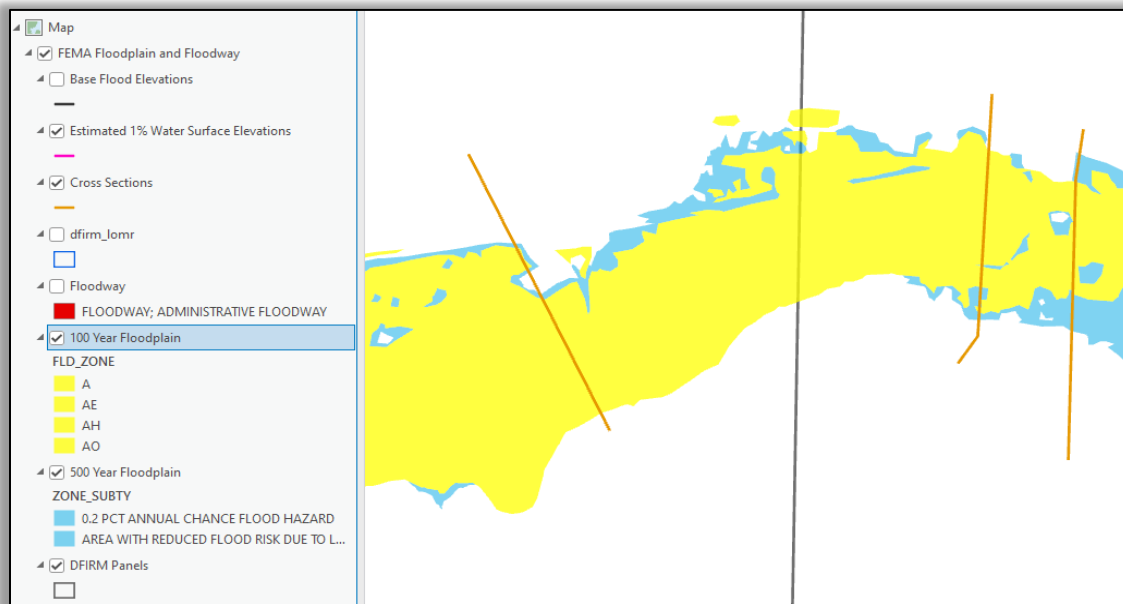 Map
FEMA Floodplain and Floodway
Base Flood Elevations
Estimated 1% Water Surface Elevations
Cross Sections
dfirm_lomr
Floodway
FLOODWAY; ADMINISTRATIVE FLOODWAY
100 Year Floodplain
FLD_ZONE
A
AE
AH
AO
500 Year Floodplain
ZONE_SUBTY
0.2 PCT ANNUAL CHANCE FLOOD HAZARD
AREA WITH REDUCED FLOOD RISK DUE TO L...
DFIRM Panels